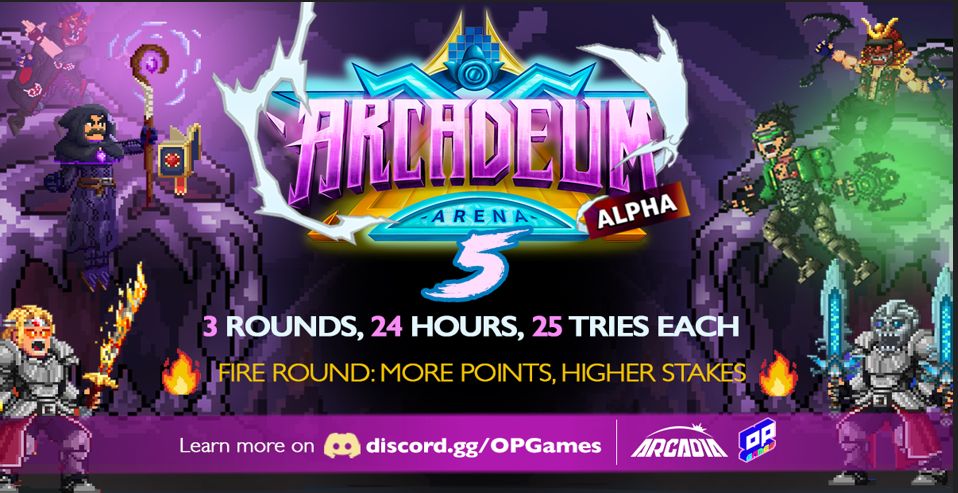 ARCADEUM
-ARENA-
ALPHA
5
3 ROUNDS, 24 HOURS, 25 TRIES EACH
FIRE ROUND: MORE POINTS, HIGHER STAKES
Learn more on discord.gg/OPGames
ARCADIA
OP